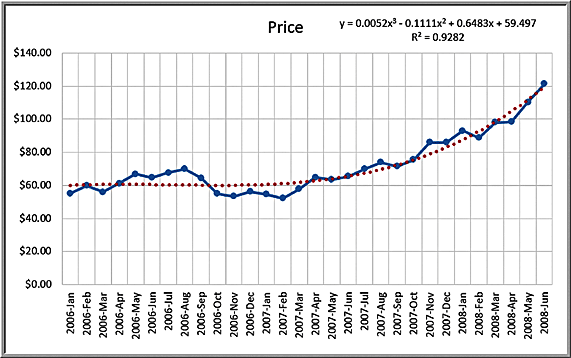 Price
y = 0.0052x³ - 0.1111x² + 0.6483x + 59.497
R² = 0.9282
$140.00
$120.00
$100.00
$80.00
$60.00
$40.00
$20.00
$0.00
2006-Jan
2006-Feb
2006-Mar
2006-Apr
2006-May
2006-Jun
2006-Jul
2006-Aug
2006-Sep
2006-Oct
2006-Nov
2006-Dec
2007-Jan
2007-Feb
2007-Mar
2007-Apr
2007-May
2007-Jun
2007-Jul
2007-Aug
2007-Sep
2007-Oct
2007-Nov
2007-Dec
2008-Jan
2008-Feb
2008-Mar
2008-Apr
2008-May
2008-Jun